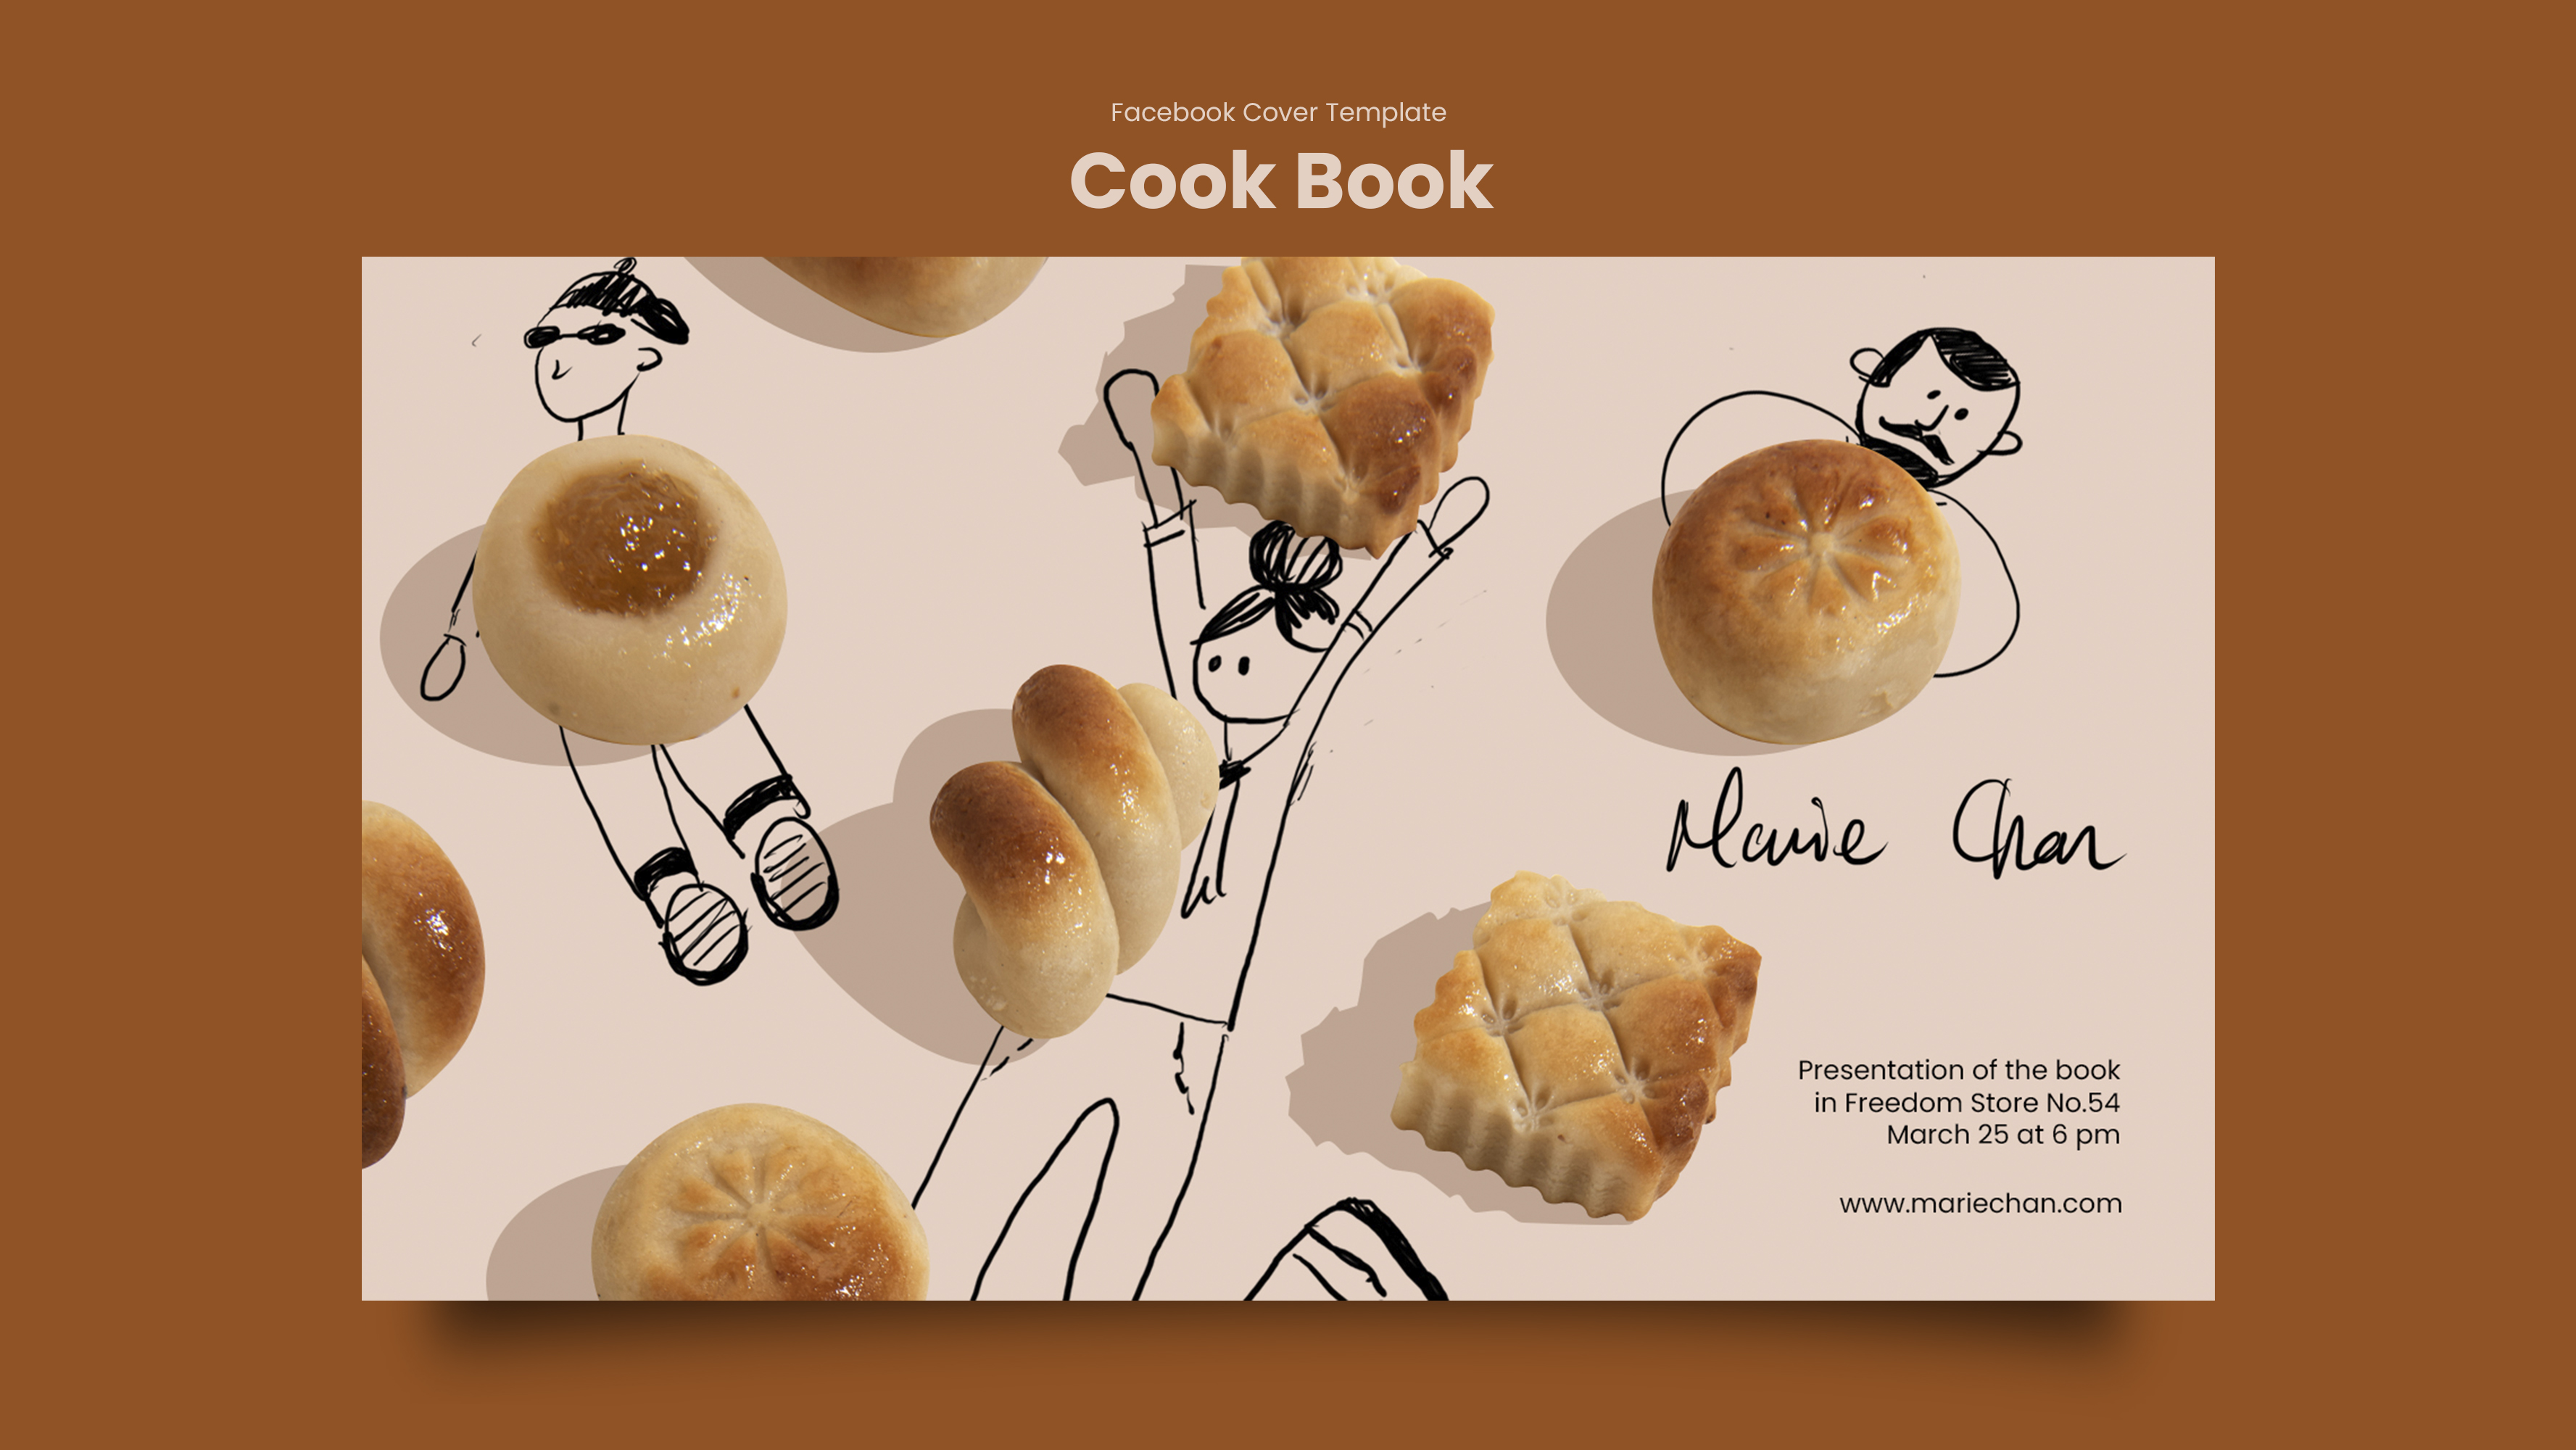 Facebook Cover Template
Cook Book
Marie Chan
Presentation of the book
in Freedom Store No.54
March 25 at 6 pm
www.mariechan.com